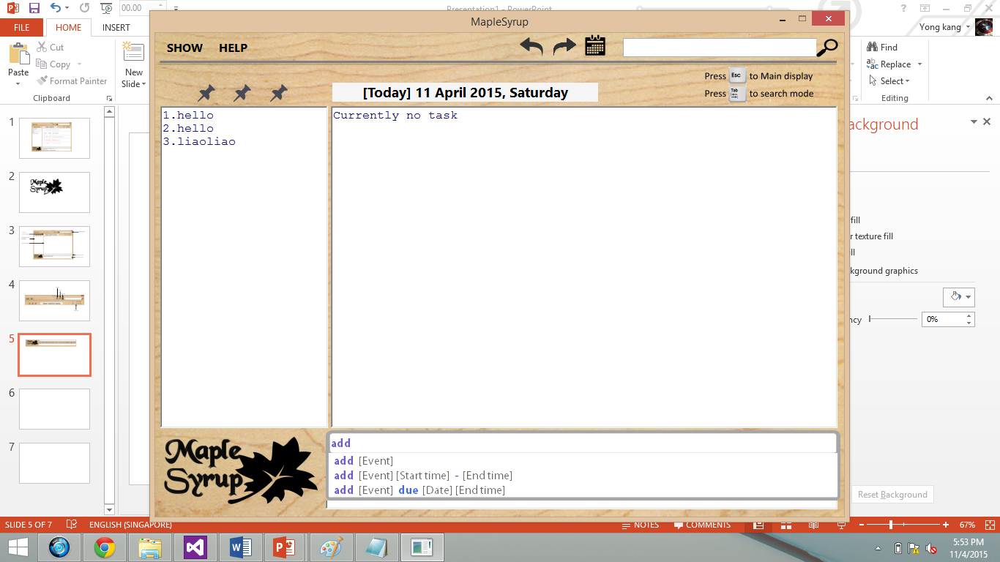 00.00
Presentation1 - PowerPoint
?
FILE
HOME
INSERT
Yong kang
Cut
Copy
Format Painter
Paste
Clipboard
New
Slide
Find
Replace
Select
Editing
MapleSyrup
SHOW
HELP
Press Esc to Main display
Press Tab to search mode
[Today] 11 April 2015, Saturday
1.hello
2.hello
3.liaoliao
Currently no task
Maple
Syrup
add
add [Event]
add [Event] [Start time] - [End time]
add [Event] due [Date] [End time]
1
2
Maple
Syrup
3
4
5
6
7
ackground
fill
r texture fill
ill
kground graphics
ncy
0%
Reset Background
SLIDE 5 OF 7
ENGLISH (SINGAPORE)
NOTES
COMMENTS
67%
5:53 PM
11/4/2015